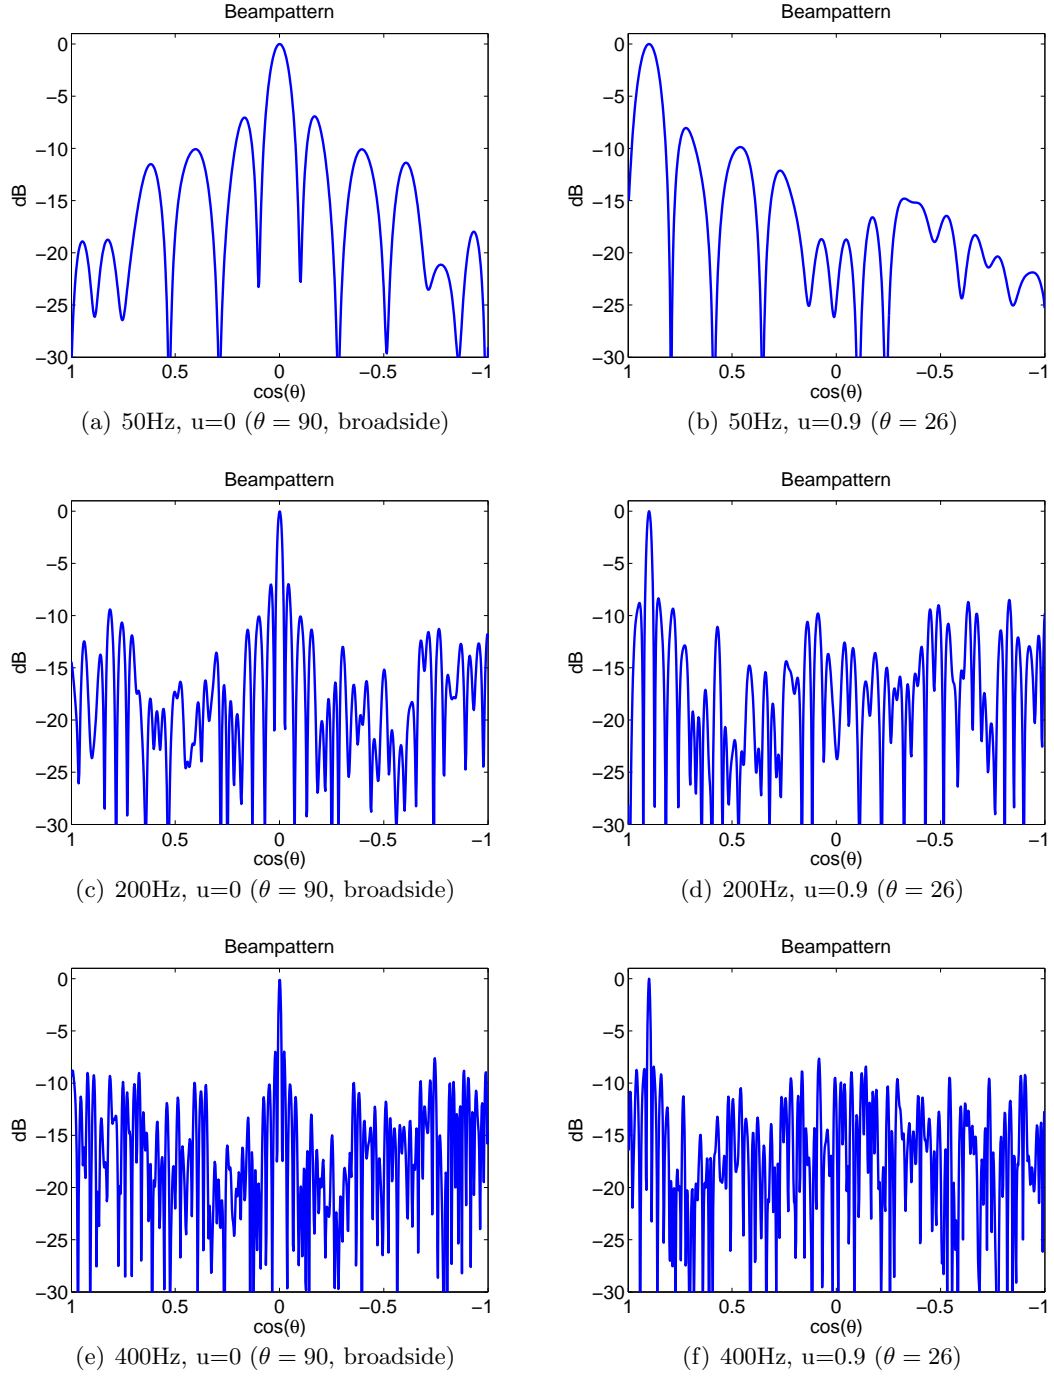 Beampattern
0
−5
−10
−15
−20
−25
−30
dB
1 0.5 0 −0.5 −1
cos(θ)
(a) 50Hz, u=0 (θ = 90, broadside)
Beampattern
0
−5
−10
−15
−20
−25
−30
dB
1 0.5 0 −0.5 −1
cos(θ)
(b) 50Hz, u=0.9 (θ = 26)
Beampattern
0
−5
−10
−15
−20
−25
−30
dB
1 0.5 0 −0.5 −1
cos(θ)
(c) 200Hz, u=0 (θ = 90, broadside)
Beampattern
0
−5
−10
−15
−20
−25
−30
dB
1 0.5 0 −0.5 −1
cos(θ)
(d) 200Hz, u=0.9 (θ = 26)
Beampattern
0
−5
−10
−15
−20
−25
−30
dB
1 0.5 0 −0.5 −1
cos(θ)
(e) 400Hz, u=0 (θ = 90, broadside)
Beampattern
0
−5
−10
−15
−20
−25
−30
dB
1 0.5 0 −0.5 −1
cos(θ)
(f) 400Hz, u=0.9 (θ = 26)